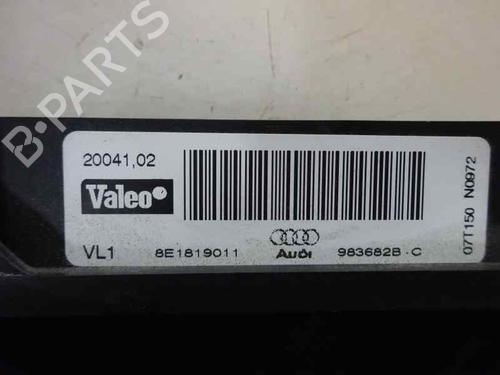 B-PARTS
20041,02
Valeo
VL1 8E1819011 Audi 983682B-C
07T150 N0972